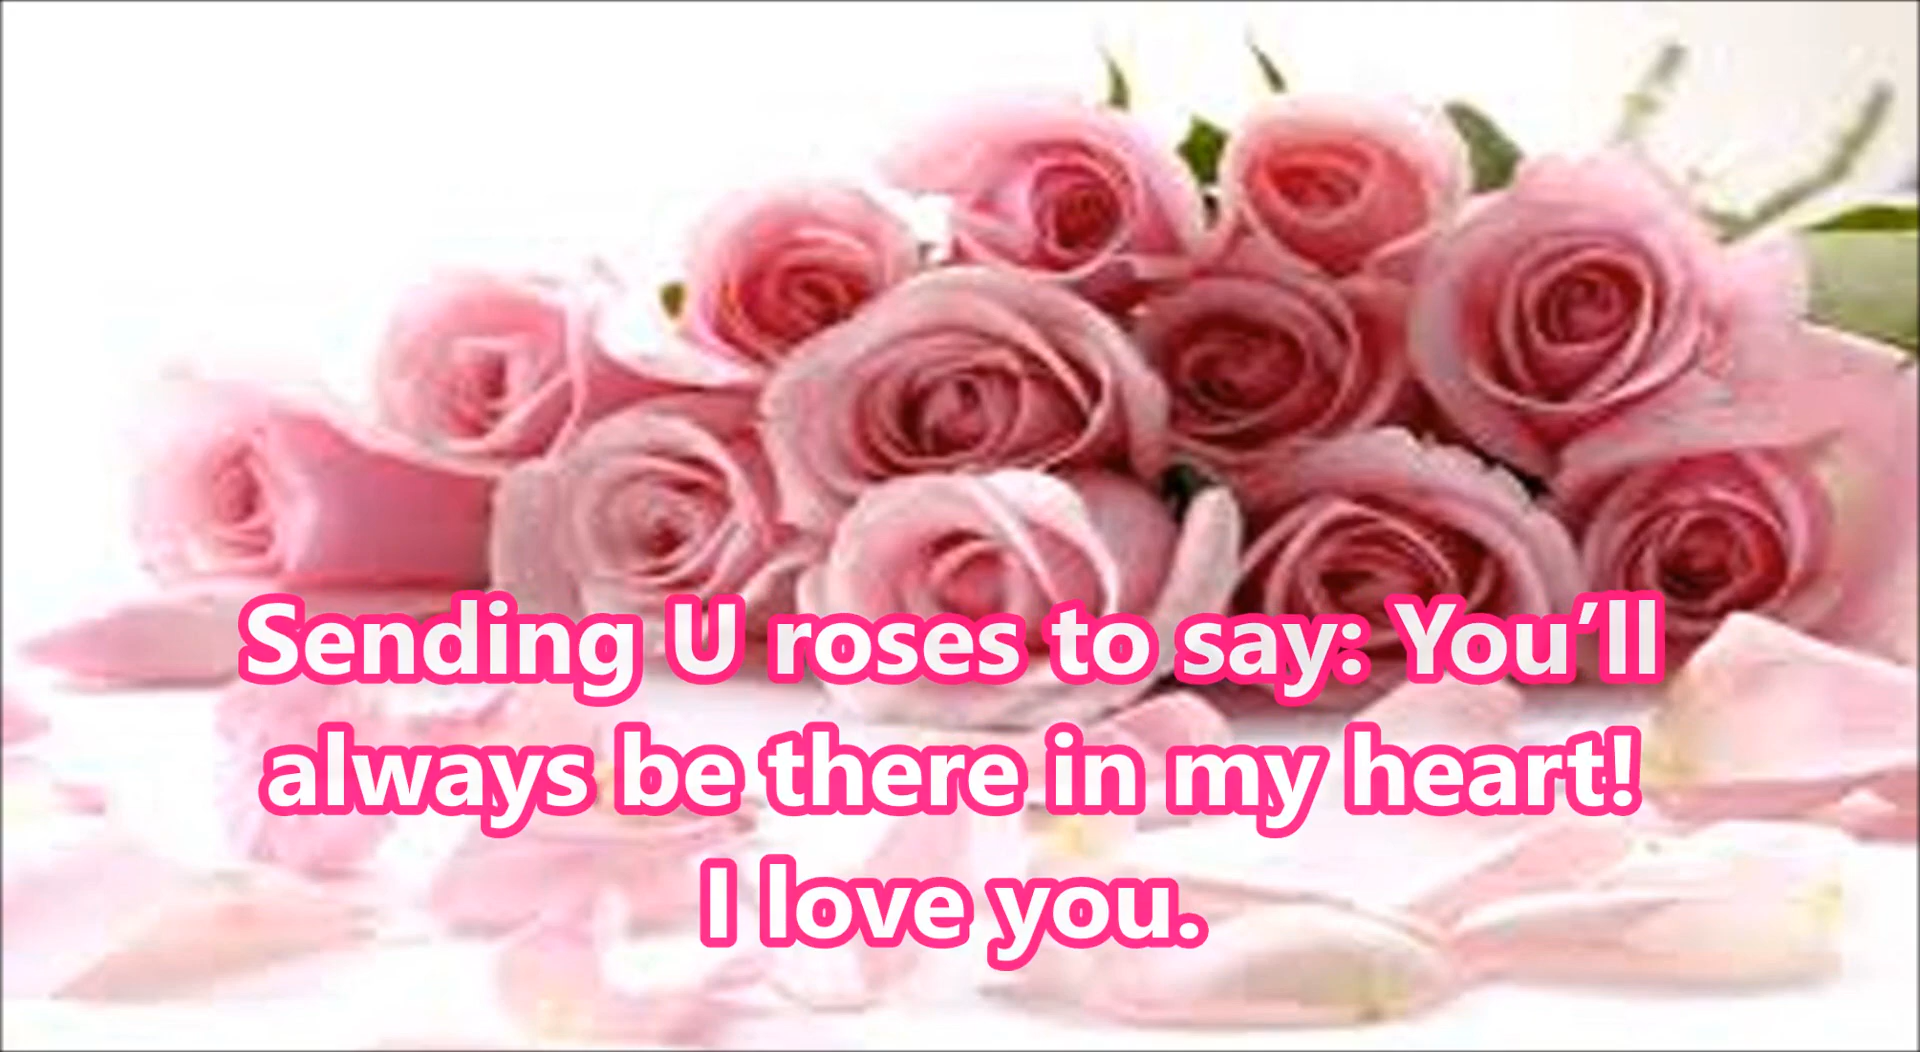 Sending U roses to say: You’ll
always be there in my heart!
I love you.